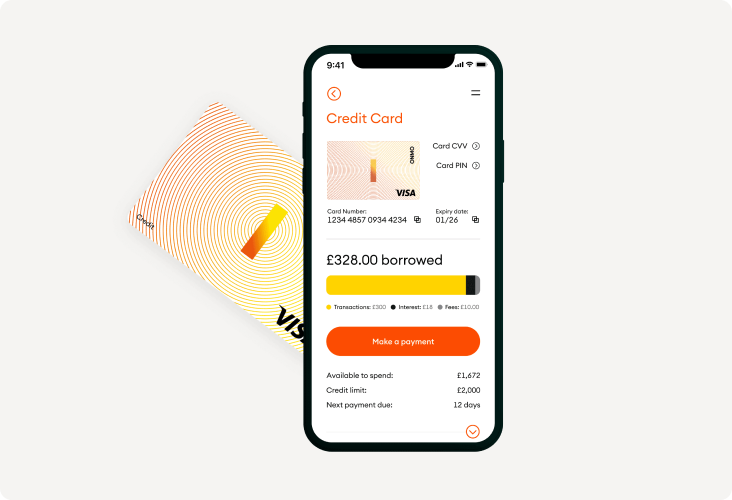 9:41
Credit Card
OMNO
VISA
Card CVV
Card PIN
Card Number:
1234 4857 0934 4234
Expiry date:
01/26
£328.00 borrowed
Transactions: £300 Interest: £18 Fees: £10.00
Make a payment
Available to spend: £1,672
Credit limit: £2,000
Next payment due: 12 days
Credit
VIS